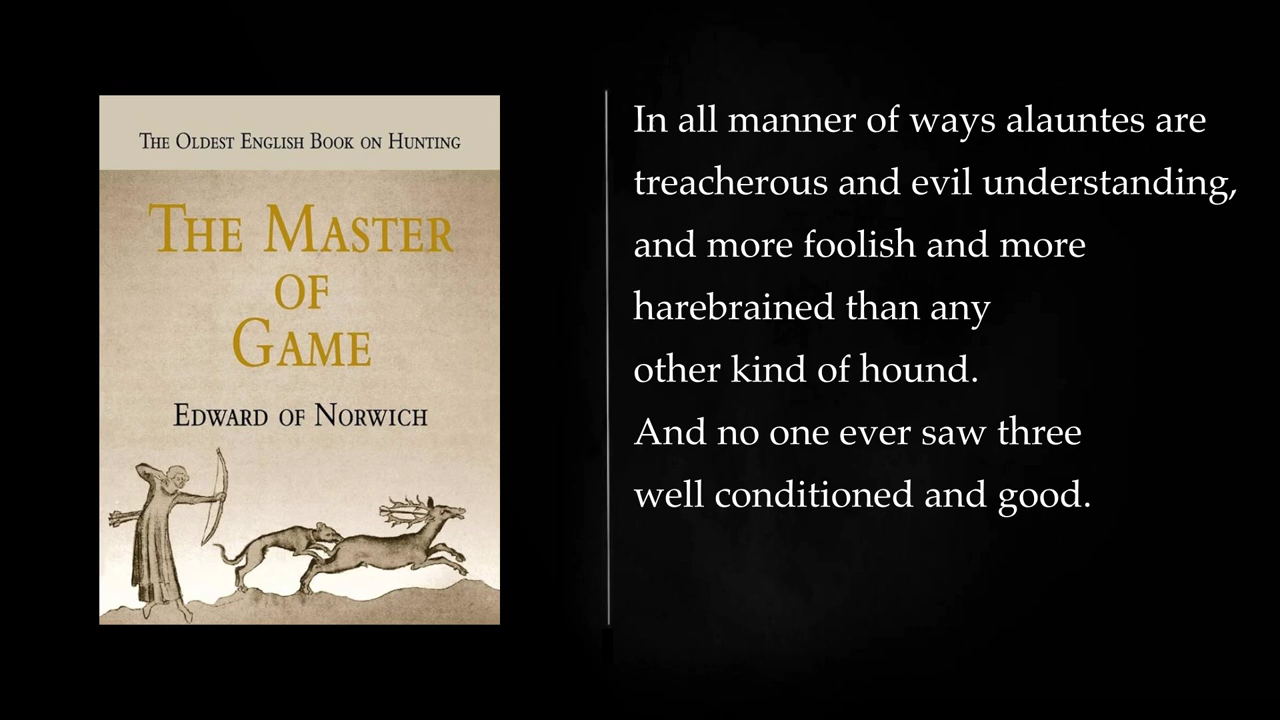 The Oldest English Book on Hunting
The Master
of
Game
Edward of Norwich
In all manner of ways alauntes are
treacherous and evil understanding,
and more foolish and more
harebrained than any
other kind of hound.
And no one ever saw three
well conditioned and good.